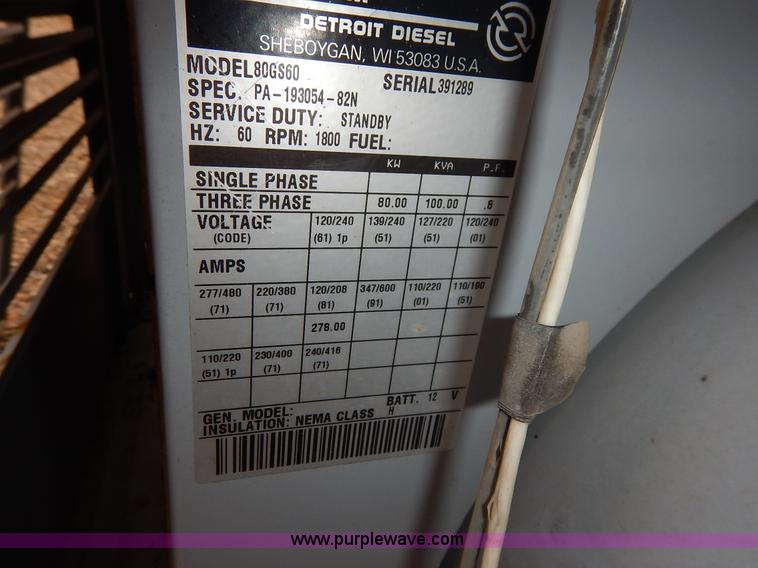 DETROIT DIESEL
SHEBOYGAN, WI 53083 U.S.A.
MODEL 80GS60 SERIAL 391289
SPEC. PA-193054-82N
SERVICE DUTY: STANDBY
HZ: 60 RPM: 1800 FUEL:
KW KVA P.F.
SINGLE PHASE
THREE PHASE 80.00 100.00 .8
VOLTAGE 120/240 139/240 127/220 120/240
(CODE) (61) 1p (51) (51) (01)
AMPS
277/480 220/380 120/208 347/600 110/220 110/190
(71) (71) (81) (91) (01) (51)
278.00
110/220 230/400 240/416
(51) 1p (71) (71)
GEN. MODEL: BATT. 12 V
INSULATION: NEMA CLASS H
www.purplewave.com